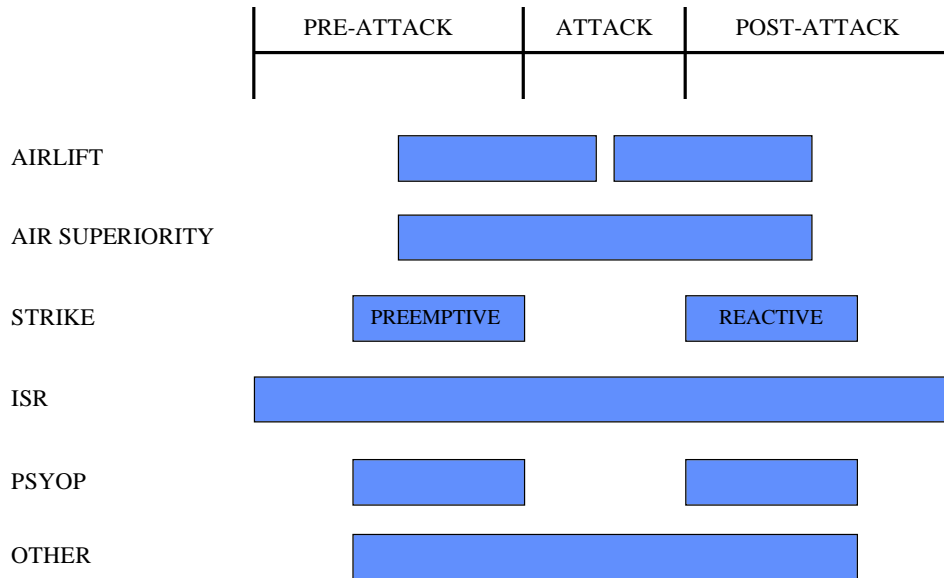 PRE-ATTACK ATTACK POST-ATTACK
AIRLIFT
AIR SUPERIORITY
STRIKE PREEMPTIVE REACTIVE
ISR
PSYOP
OTHER